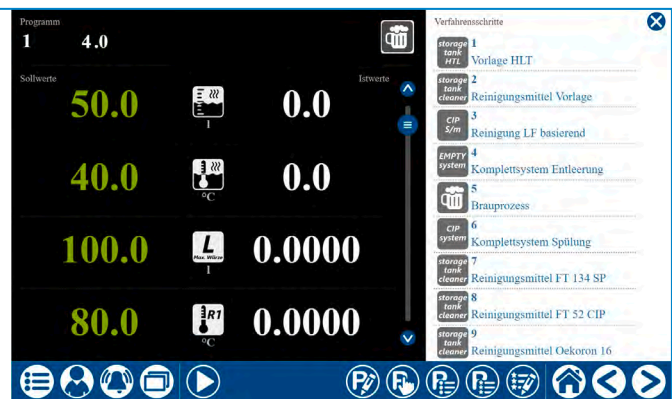 Programm
1 4.0
Sollwerte
Istwerte
50.0
l
0.0
40.0
°C
0.0
100.0
L
Max. Würze
l
0.0000
80.0
R1
°C
0.0000
Verfahrensschritte
storage
tank
HTL
1
Vorlage HLT
storage
tank
cleaner
2
Reinigungsmittel Vorlage
CIP
S/m
3
Reinigung LF basierend
EMPTY
system
4
Komplettsystem Entleerung
5
Brauprozess
CIP
system
6
Komplettsystem Spülung
storage
tank
cleaner
7
Reinigungsmittel FT 134 SP
storage
tank
cleaner
8
Reinigungsmittel FT 52 CIP
storage
tank
cleaner
9
Reinigungsmittel Oekoron 16
P
P
P
P